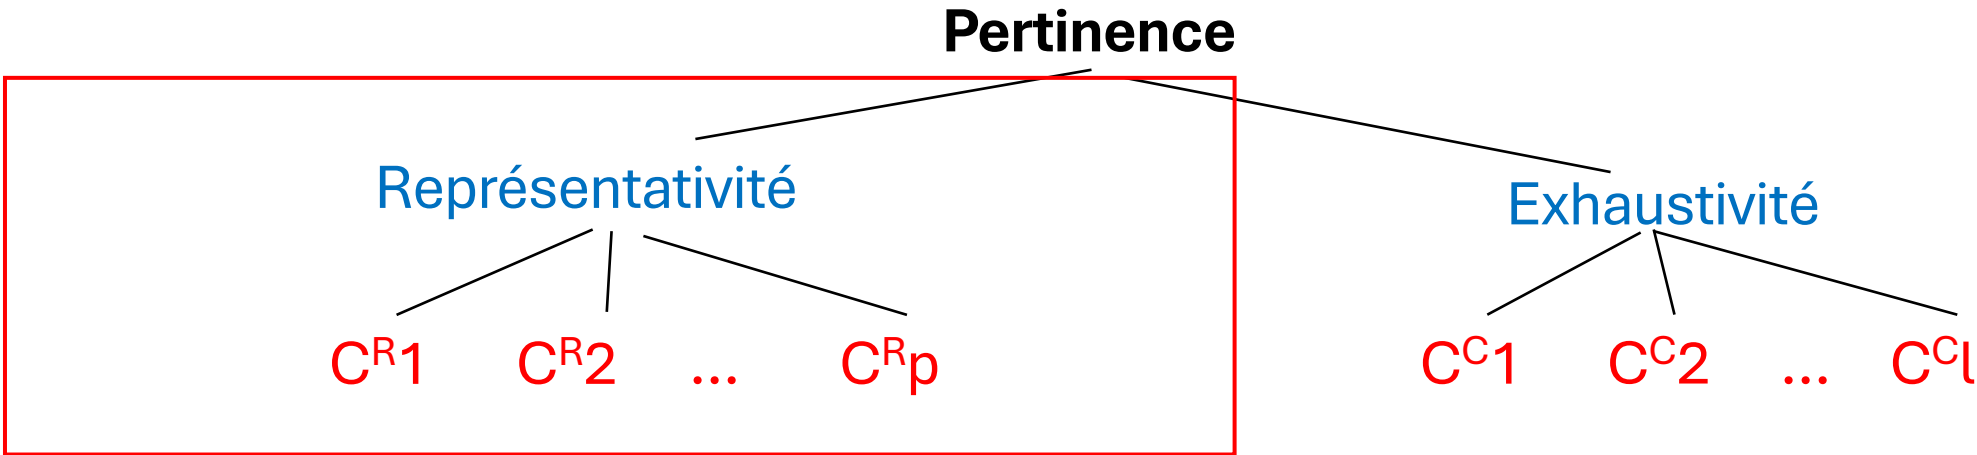 Pertinence
Représentativité
Exhaustivité
Cᴿ1 Cᴿ2 ... Cᴿp Cᶜ1 Cᶜ2 ... Cᶜl